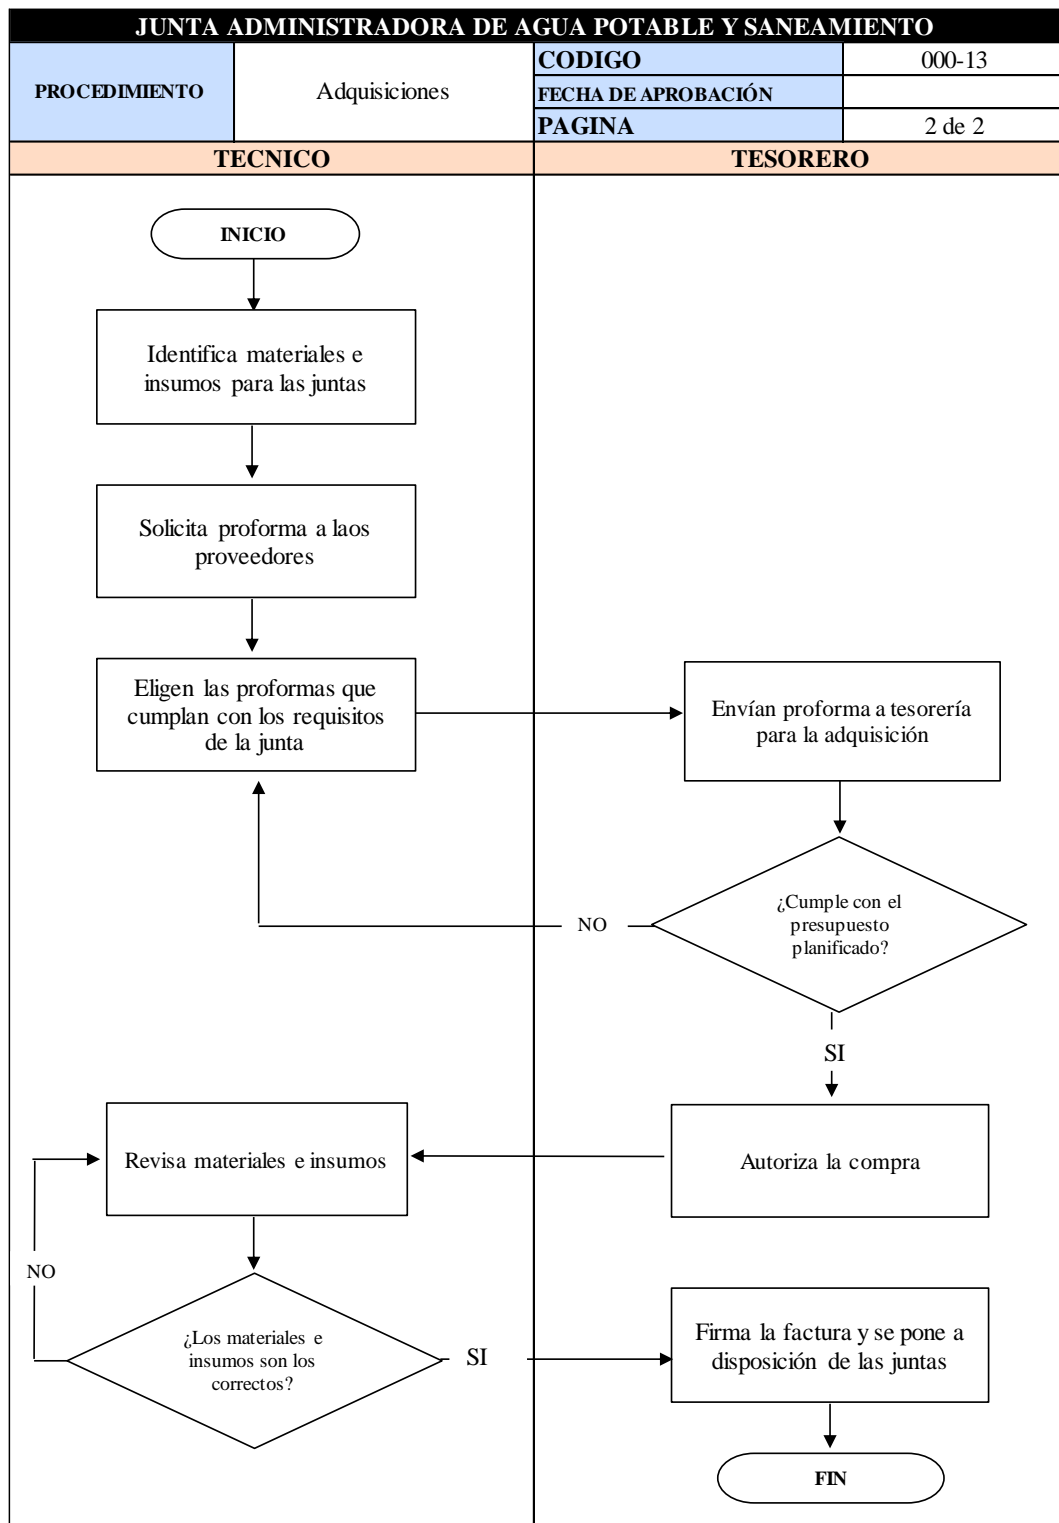 JUNTA ADMINISTRADORA DE AGUA POTABLE Y SANEAMIENTO
PROCEDIMIENTO
Adquisiciones
CODIGO
000-13
FECHA DE APROBACIÓN
PAGINA
2 de 2
TECNICO
TESORERO
INICIO
Identifica materiales e
insumos para las juntas
Solicita proforma a laos
proveedores
Eligen las proformas que
cumplan con los requisitos
de la junta
Envían proforma a tesorería
para la adquisición
¿Cumple con el
presupuesto
planificado?
NO
SI
Autoriza la compra
Revisa materiales e insumos
NO
¿Los materiales e
insumos son los
correctos?
SI
Firma la factura y se pone a
disposición de las juntas
FIN